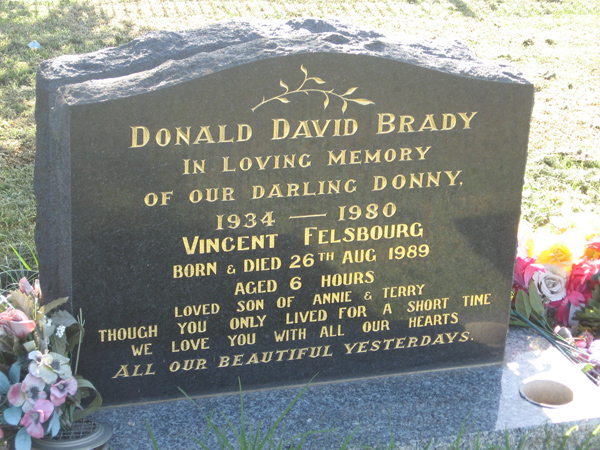 DONALD DAVID BRADY
IN LOVING MEMORY
OF OUR DARLING DONNY,
1934 — 1980
VINCENT FELSBOURG
BORN & DIED 26TH AUG 1989
AGED 6 HOURS
LOVED SON OF ANNIE & TERRY
THOUGH YOU ONLY LIVED FOR A SHORT TIME
WE LOVE YOU WITH ALL OUR HEARTS
ALL OUR BEAUTIFUL YESTERDAYS.